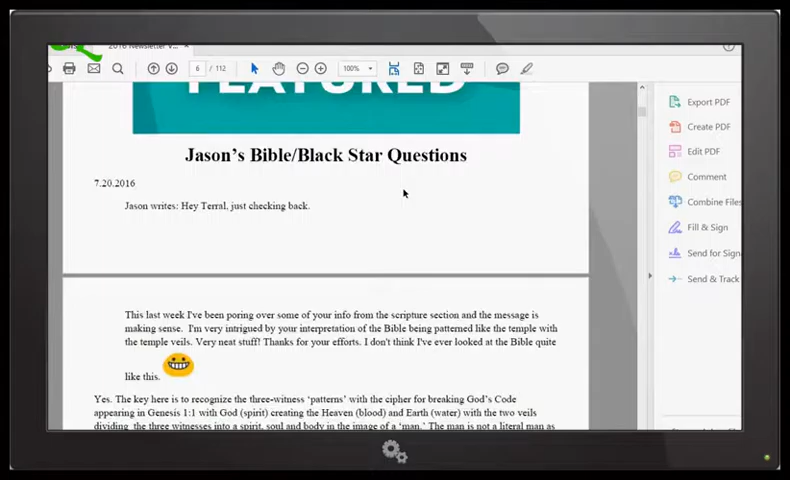 2016 Newsletter V...
6 / 112
100%
FEATURED
Jason's Bible/Black Star Questions
7.20.2016
Jason writes: Hey Terral, just checking back.
This last week I've been poring over some of your info from the scripture section and the message is
making sense. I'm very intrigued by your interpretation of the Bible being patterned like the temple with
the temple veils. Very neat stuff! Thanks for your efforts. I don't think I've ever looked at the Bible quite
like this.
Yes. The key here is to recognize the three-witness 'patterns' with the cipher for breaking God's Code
appearing in Genesis 1:1 with God (spirit) creating the Heaven (blood) and Earth (water) with the two veils
dividing the three witnesses into a spirit, soul and body in the image of a 'man.' The man is not a literal man as
Export PDF
Create PDF
Edit PDF
Comment
Combine Files
Fill & Sign
Send for Sign
Send & Track